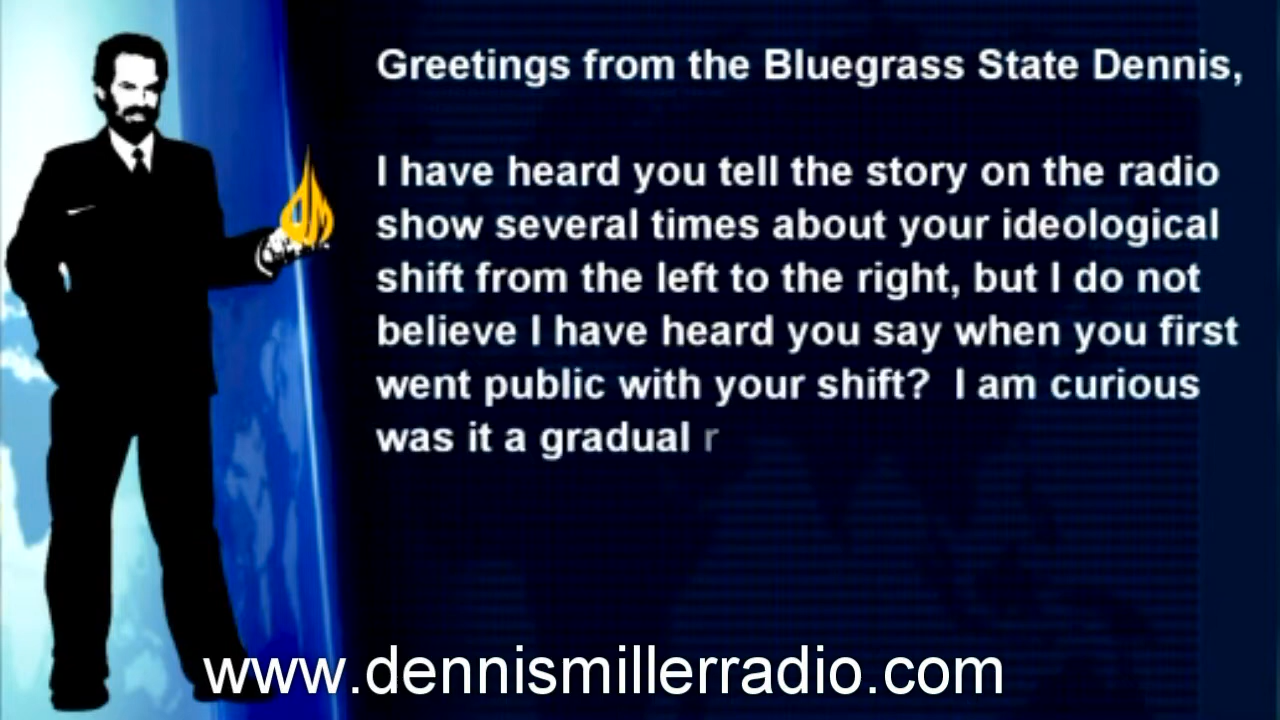 Greetings from the Bluegrass State Dennis,
I have heard you tell the story on the radio
show several times about your ideological
shift from the left to the right, but I do not
believe I have heard you say when you first
went public with your shift?  I am curious
was it a gradual r
DM
www.dennismillerradio.com